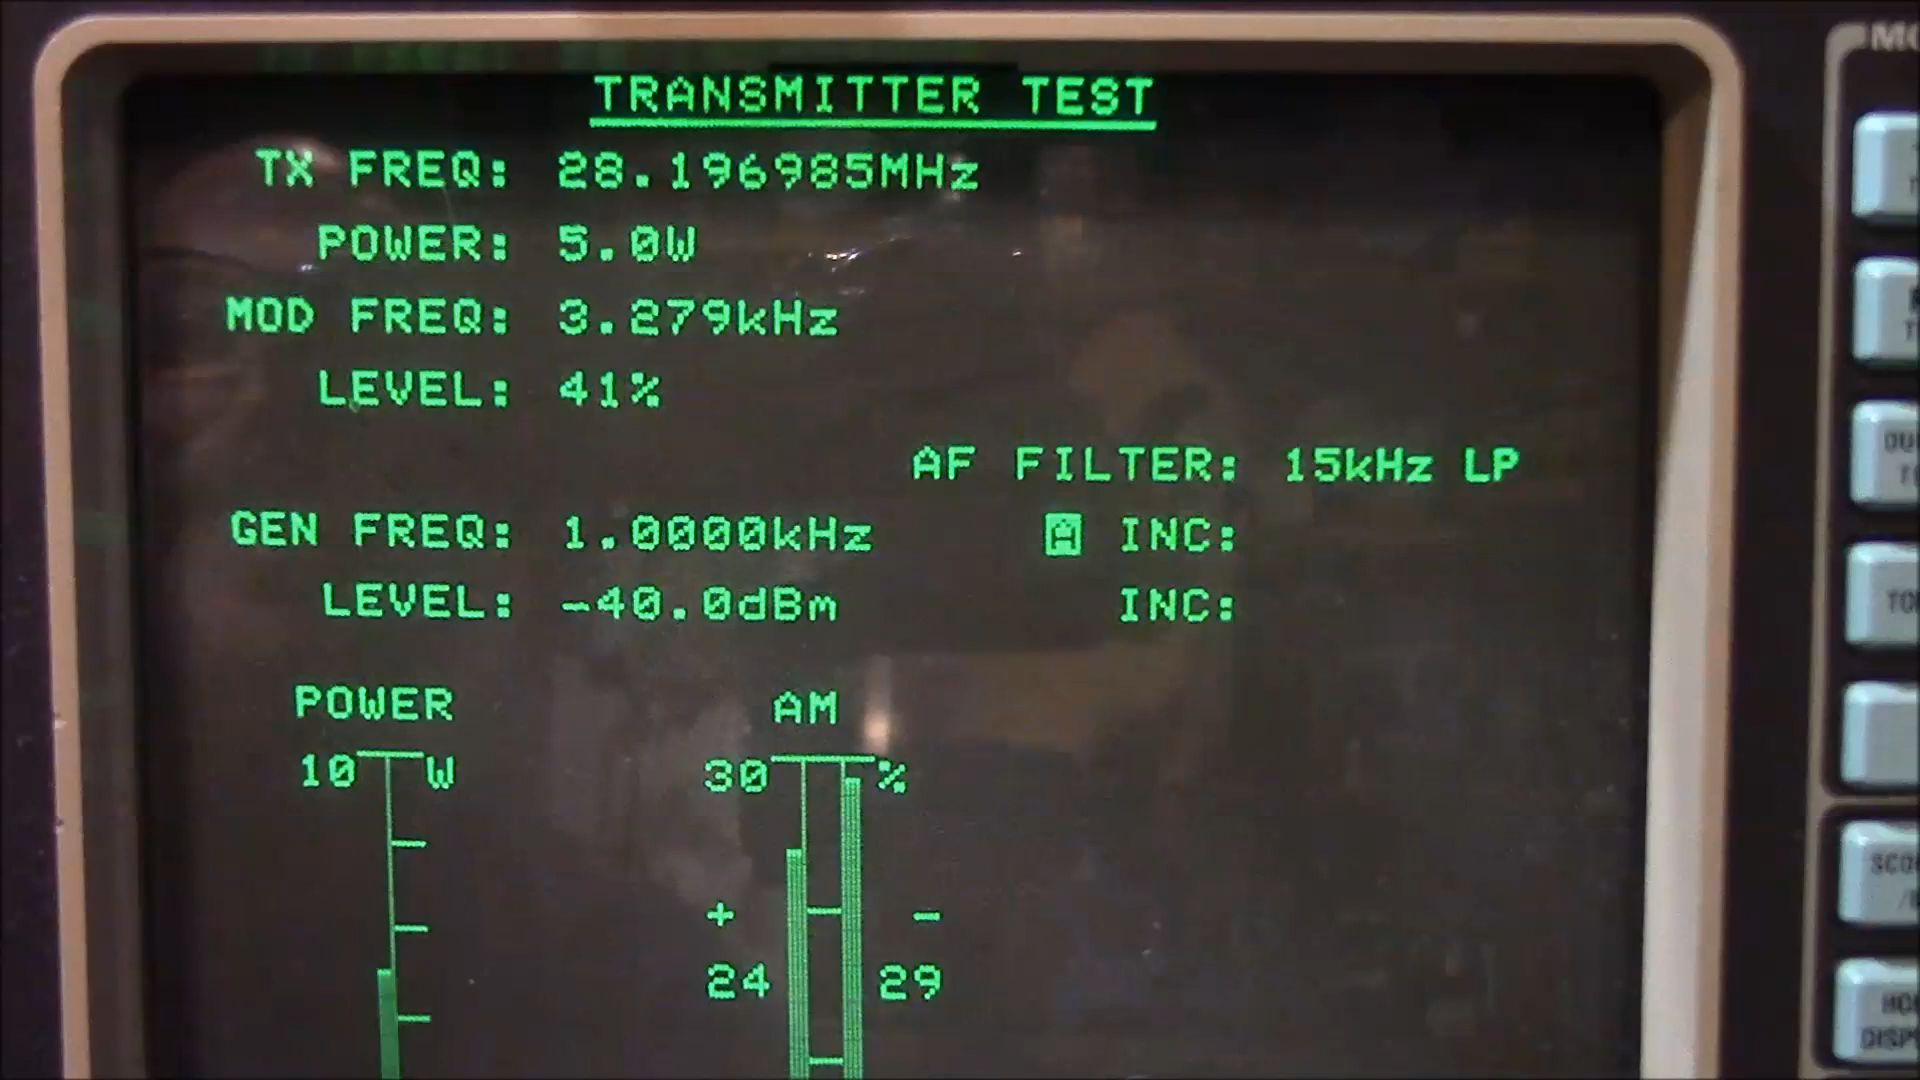 TRANSMITTER TEST
TX FREQ: 28.196985MHz
POWER: 5.0W
MOD FREQ: 3.279kHz
LEVEL: 41%
AF FILTER: 15kHz LP
GEN FREQ: 1.0000kHz
A INC:
LEVEL: -40.0dBm
INC:
POWER
AM
10 W
30 %
+ -
24 29